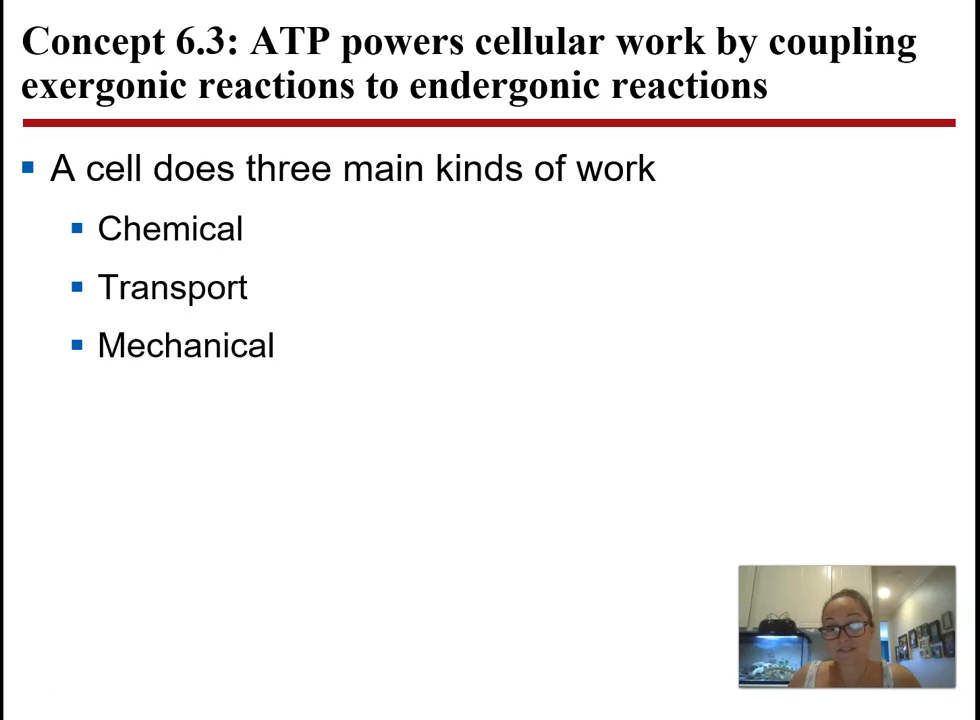 Concept 6.3: ATP powers cellular work by coupling
exergonic reactions to endergonic reactions
A cell does three main kinds of work
Chemical
Transport
Mechanical